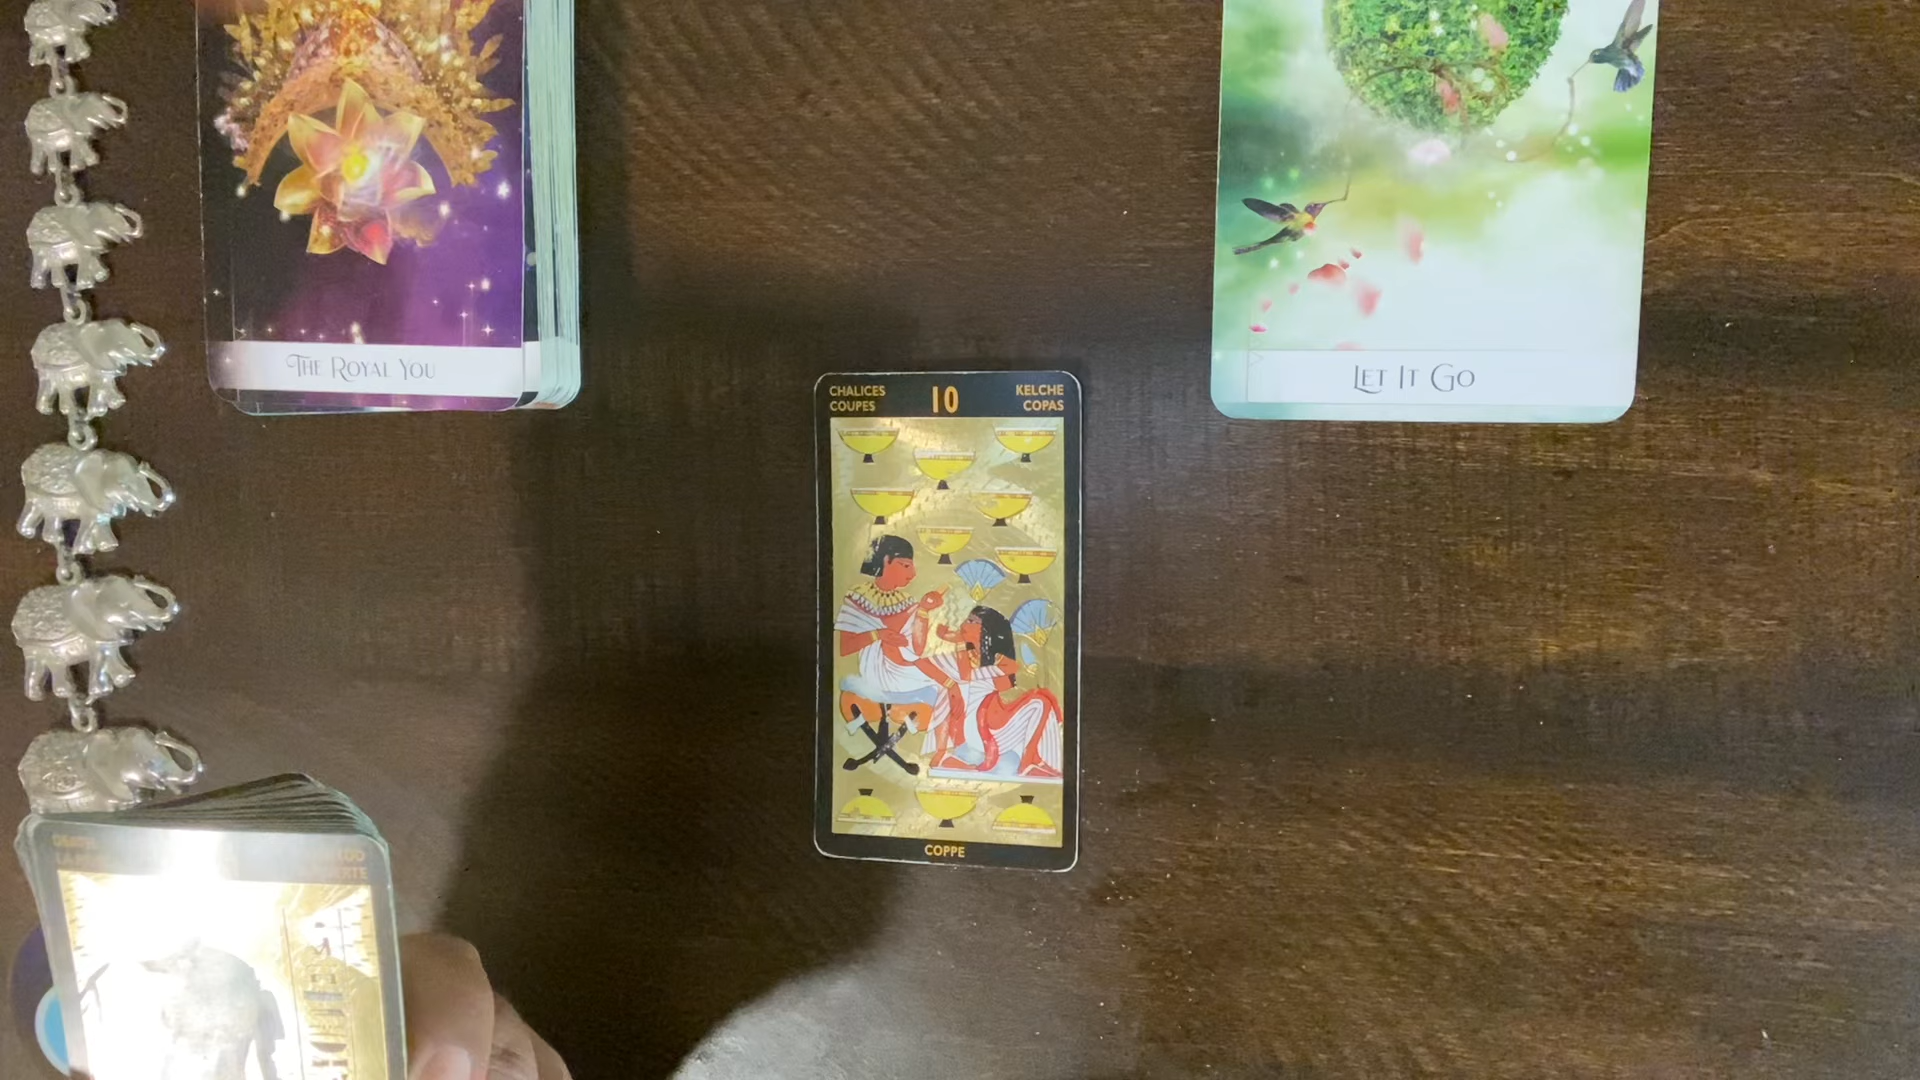 THE ROYAL YOU
LET IT GO
CHALICES 10 KELCHE
COUPES COPAS
COPPE